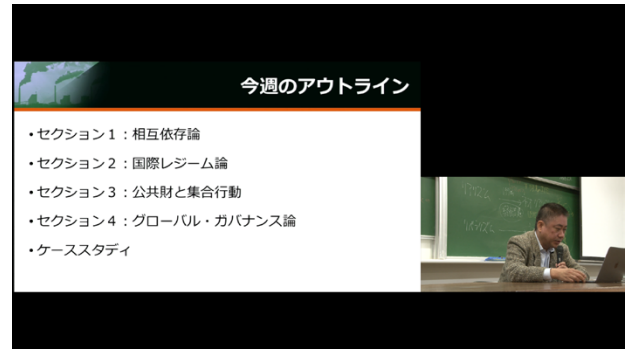 今週のアウトライン
•セクション1：相互依存論
•セクション2：国際レジーム論
•セクション3：公共財と集合行動
•セクション4：グローバル・ガバナンス論
•ケーススタディ